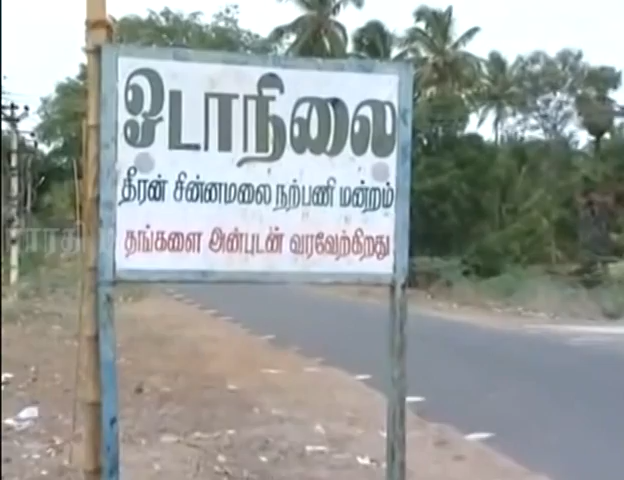 ஓடாநிலை
தீரன் சின்னமலை நற்பணி மன்றம்
தங்களை அன்புடன் வரவேற்கிறது